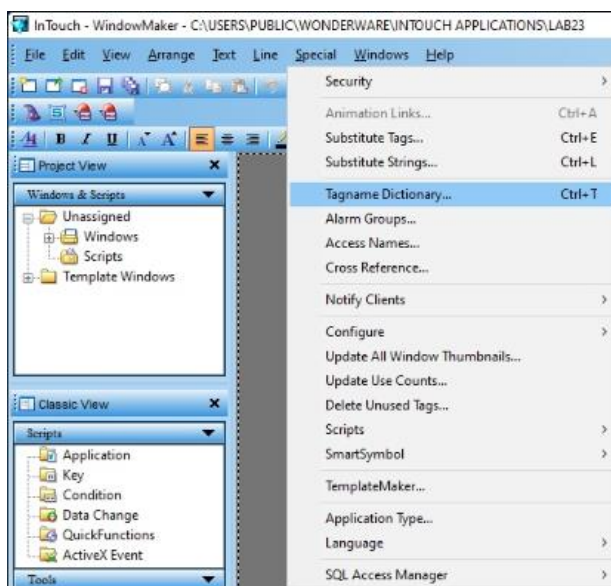 InTouch - WindowMaker - C:\USERS\PUBLIC\WONDERWARE\INTOUCH APPLICATIONS\LAB23
File Edit View Arrange Text Line Special Windows Help
Project View
Windows & Scripts
Unassigned
Windows
Scripts
Template Windows
Classic View
Scripts
Application
Key
Condition
Data Change
QuickFunctions
ActiveX Event
Tools
Security
Animation Links... Ctrl+A
Substitute Tags... Ctrl+E
Substitute Strings... Ctrl+L
Tagname Dictionary... Ctrl+T
Alarm Groups...
Access Names...
Cross Reference...
Notify Clients
Configure
Update All Window Thumbnails...
Update Use Counts...
Delete Unused Tags...
Scripts
SmartSymbol
TemplateMaker...
Application Type...
Language
SQL Access Manager